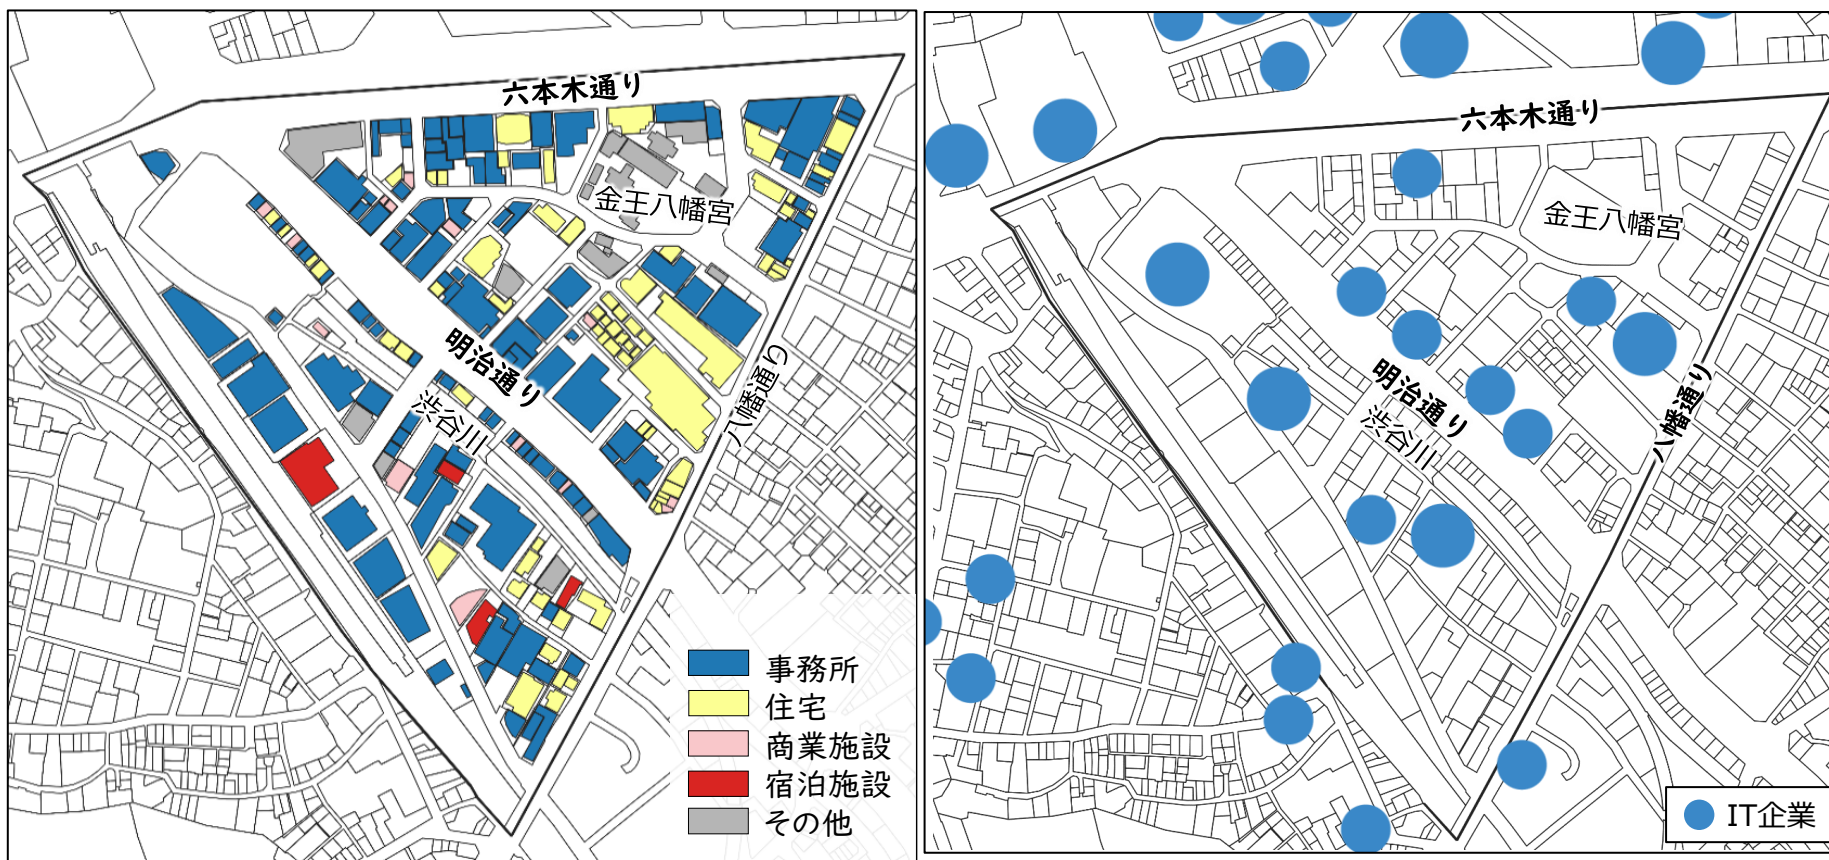 六本木通り
金王八幡宮
明治通り
渋谷川
八幡通り
事務所
住宅
商業施設
宿泊施設
その他
六本木通り
金王八幡宮
明治通り
渋谷川
八幡通り
IT企業